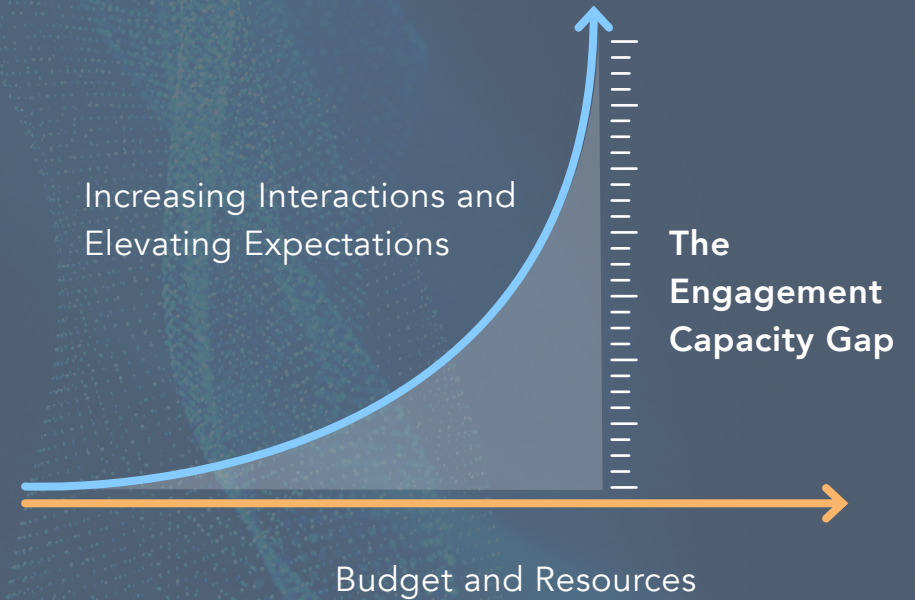 Increasing Interactions and
Elevating Expectations
The
Engagement
Capacity Gap
Budget and Resources